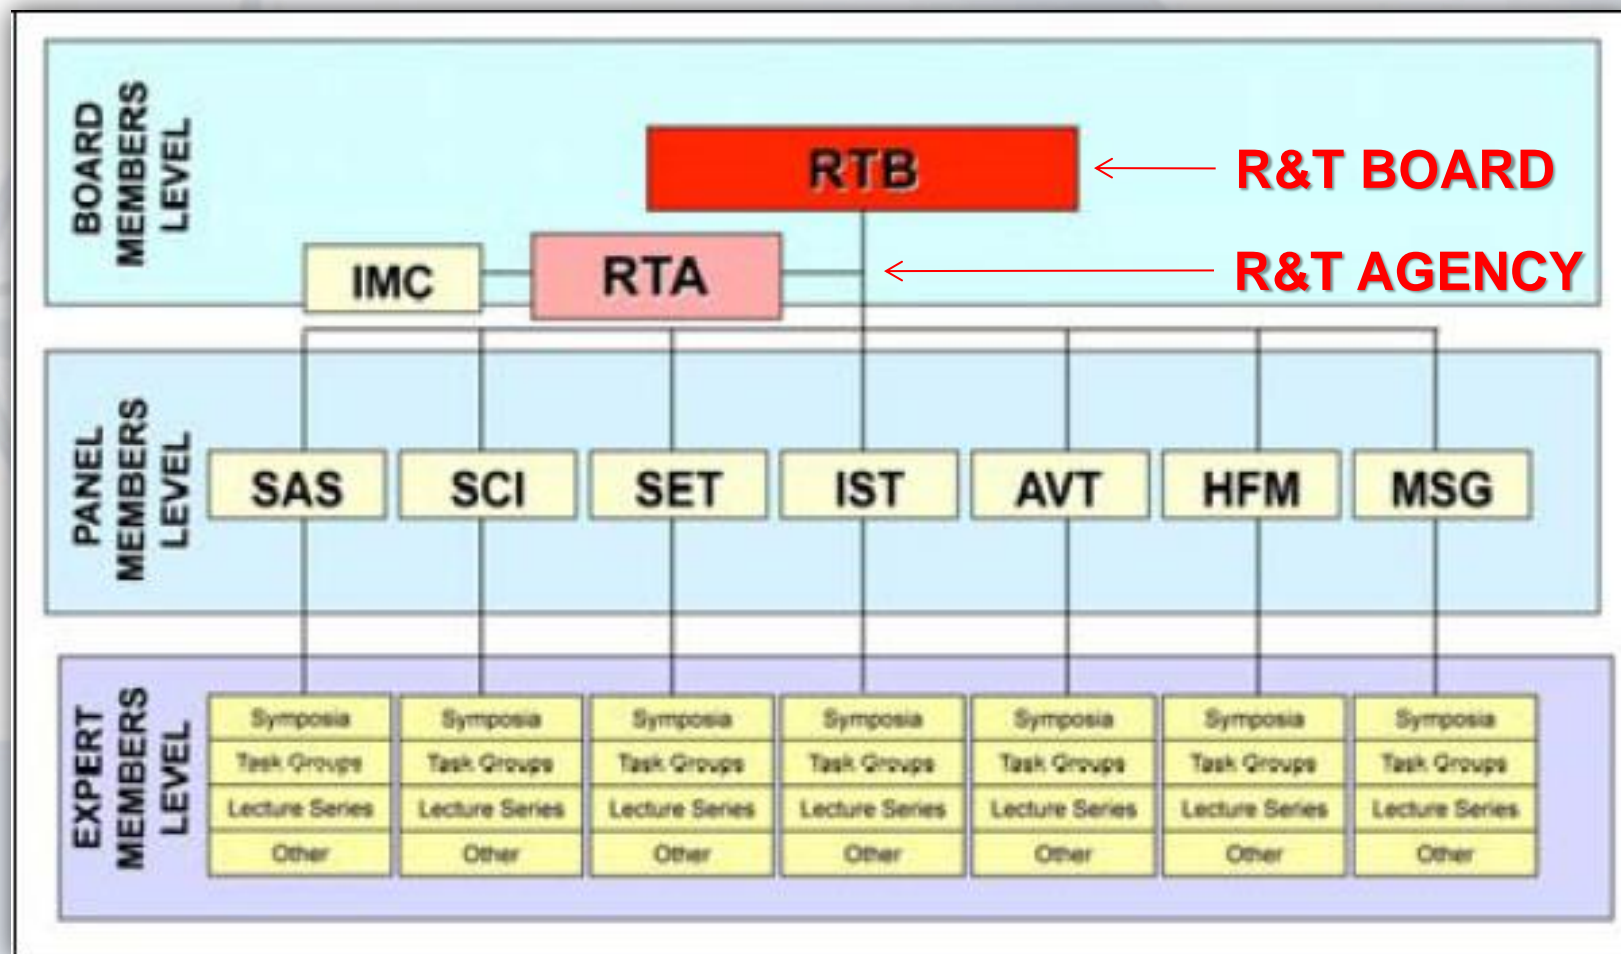 BOARD
MEMBERS
LEVEL
RTB
R&T BOARD
IMC
RTA
R&T AGENCY
PANEL
MEMBERS
LEVEL
SAS
SCI
SET
IST
AVT
HFM
MSG
EXPERT
MEMBERS
LEVEL
Symposia
Task Groups
Lecture Series
Other
Symposia
Task Groups
Lecture Series
Other
Symposia
Task Groups
Lecture Series
Other
Symposia
Task Groups
Lecture Series
Other
Symposia
Task Groups
Lecture Series
Other
Symposia
Task Groups
Lecture Series
Other
Symposia
Task Groups
Lecture Series
Other